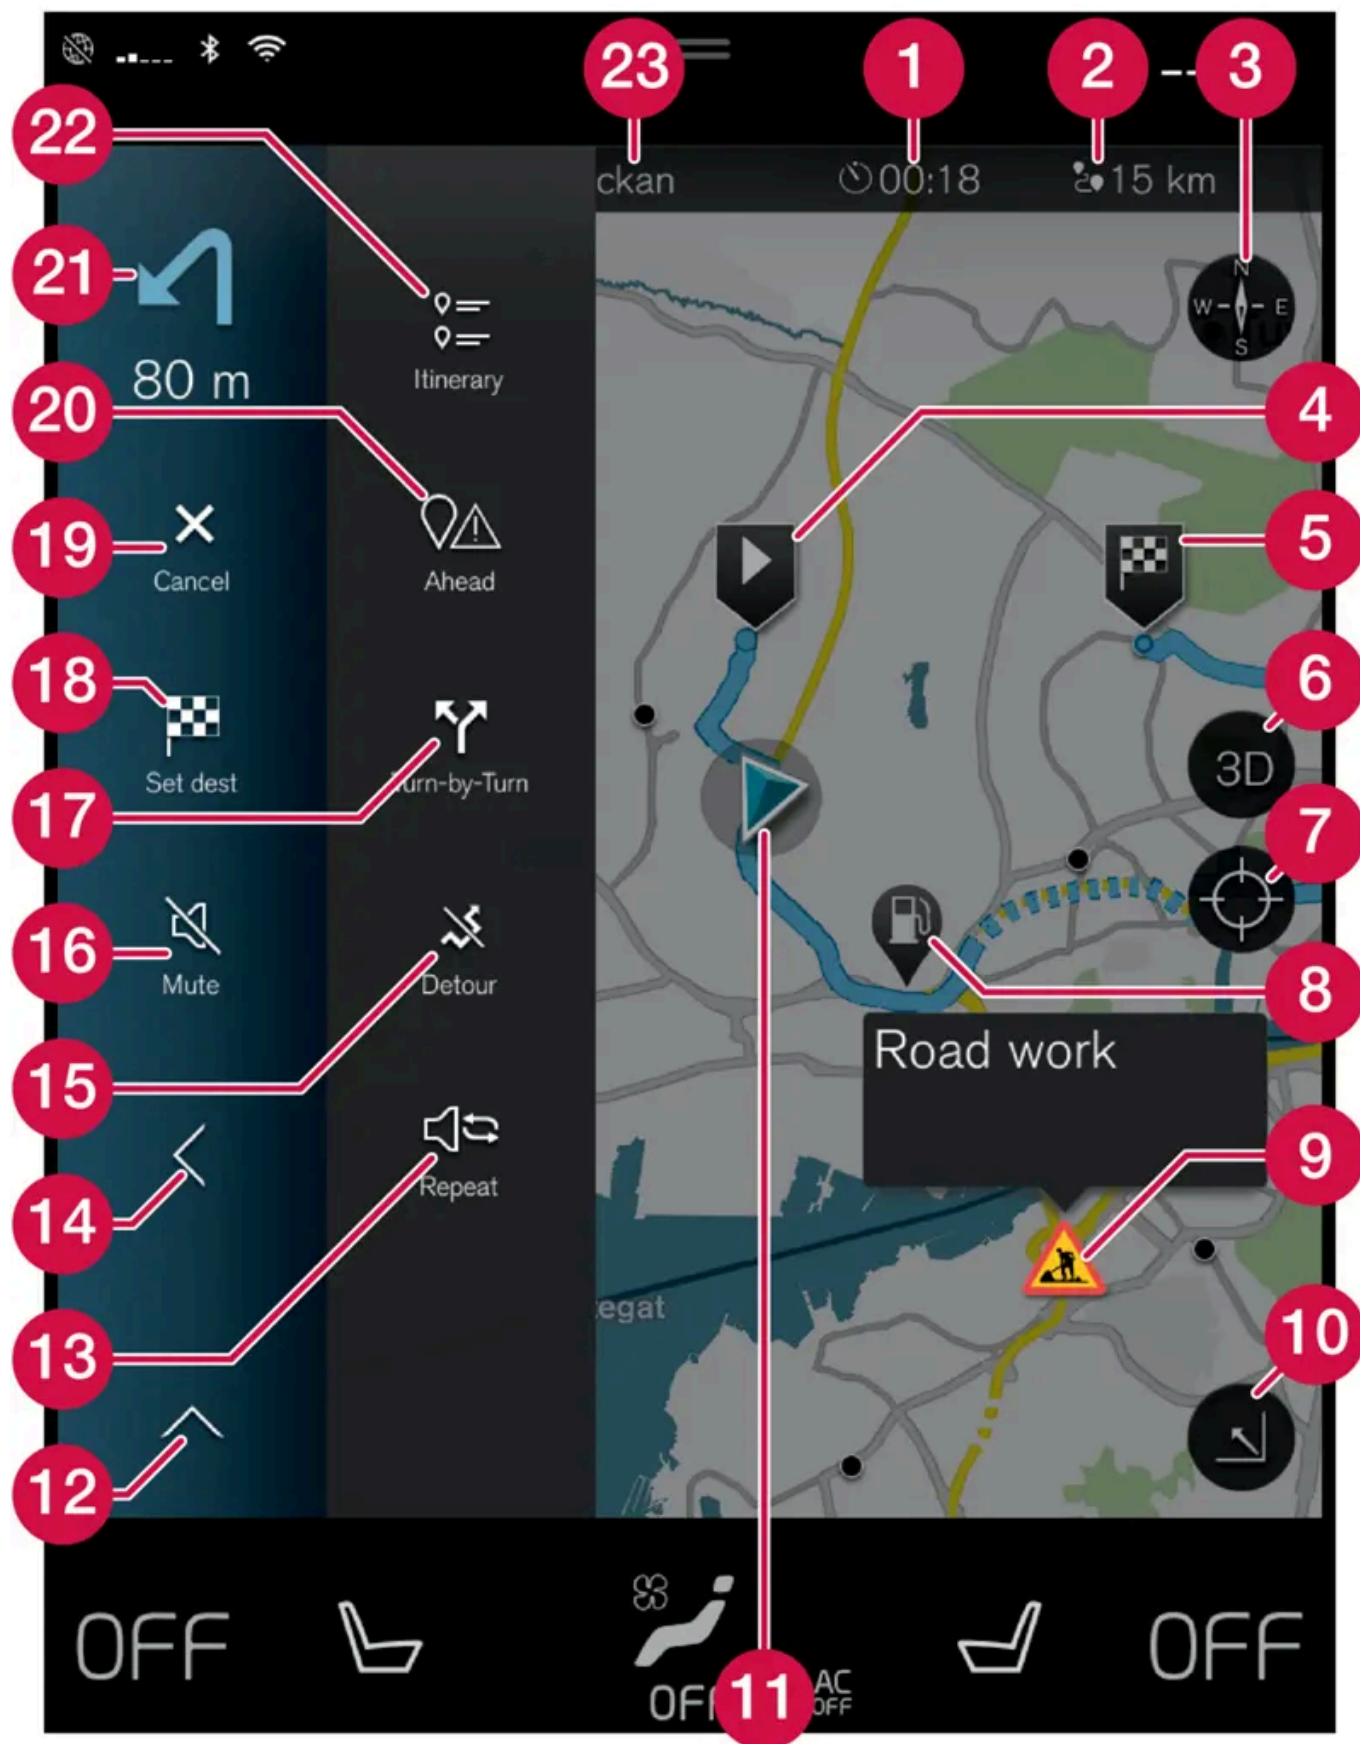 23 1 2 3
22
ckan 00:18 15 km
21
N
W E
S
80 m
Itinerary
20
4
19
Cancel
Ahead
5
18
6
Set dest
Turn-by-Turn
3D
17
7
16
Mute
Detour
8
Road work
15
9
Repeat
14
egat
13
10
12
OFF OFF
11 AC
OFF